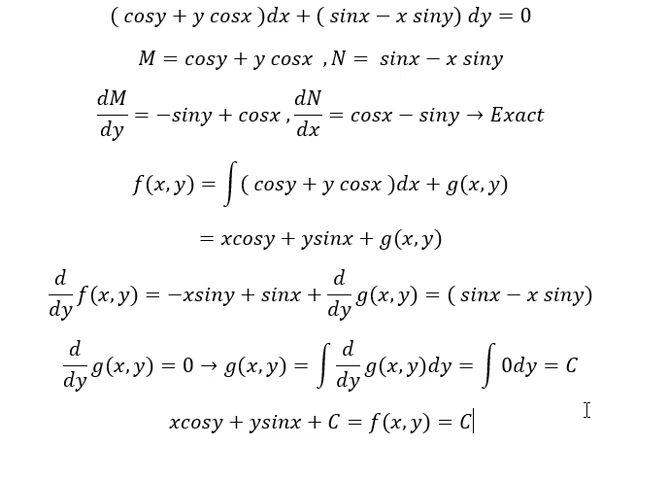 ( cosy + y cosx )dx + ( sinx − x siny) dy = 0
M = cosy + y cosx , N = sinx − x siny
dM/dy = −siny + cosx , dN/dx = cosx − siny → Exact
f(x, y) = ∫( cosy + y cosx )dx + g(x, y)
= xcosy + ysinx + g(x, y)
d/dy f(x, y) = −xsiny + sinx + d/dy g(x, y) = ( sinx − x siny)
d/dy g(x, y) = 0 → g(x, y) = ∫ d/dy g(x, y)dy = ∫ 0dy = C
xcosy + ysinx + C = f(x, y) = C